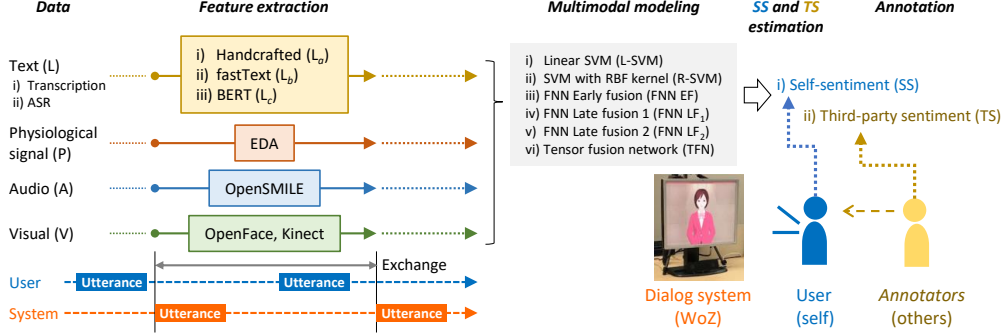 Data
Feature extraction
Multimodal modeling
SS and TS
estimation
Annotation
Text (L)
i) Transcription
ii) ASR
i) Handcrafted (La)
ii) fastText (Lb)
iii) BERT (Lc)
Physiological
signal (P)
EDA
Audio (A)
OpenSMILE
Visual (V)
OpenFace, Kinect
i) Linear SVM (L-SVM)
ii) SVM with RBF kernel (R-SVM)
iii) FNN Early fusion (FNN EF)
iv) FNN Late fusion 1 (FNN LF1)
v) FNN Late fusion 2 (FNN LF2)
vi) Tensor fusion network (TFN)
i) Self-sentiment (SS)
ii) Third-party sentiment (TS)
Exchange
User
Utterance
Utterance
System
Utterance
Utterance
Dialog system
(WoZ)
User
(self)
Annotators
(others)